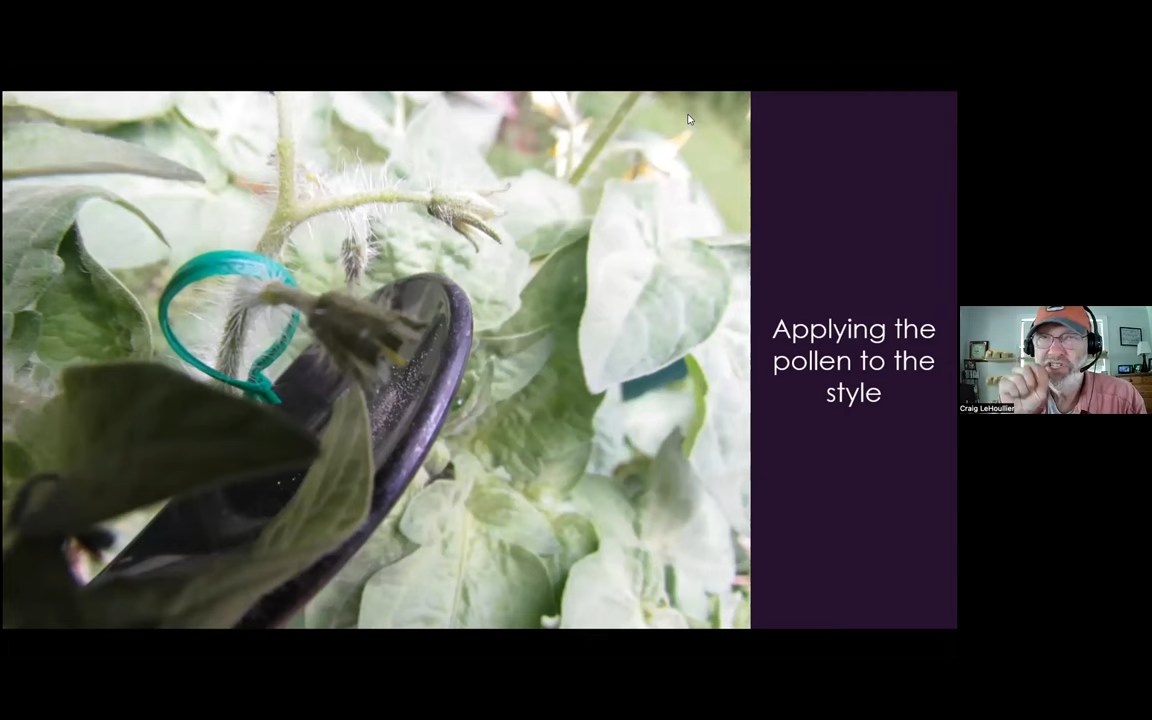 Applying the
pollen to the
style
Craig LeHoullier